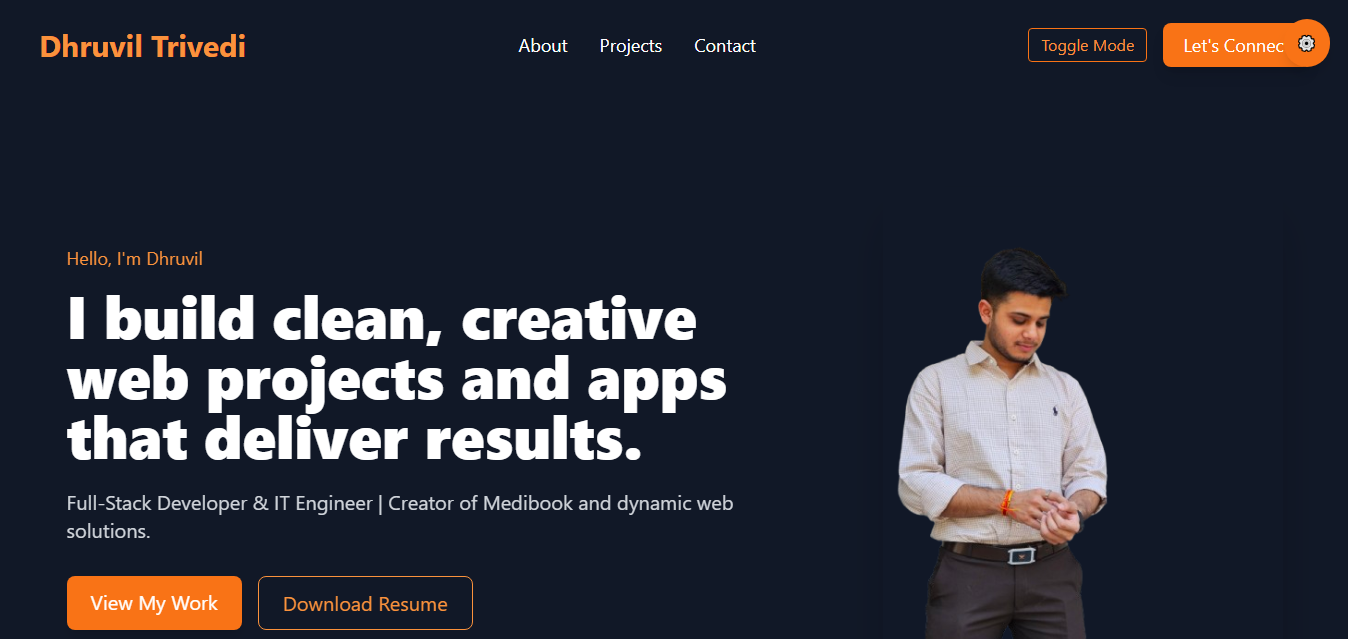 Dhruvil Trivedi
About
Projects
Contact
Toggle Mode
Let's Connec
Hello, I'm Dhruvil
I build clean, creative
web projects and apps
that deliver results.
Full-Stack Developer & IT Engineer | Creator of Medibook and dynamic web
solutions.
View My Work
Download Resume